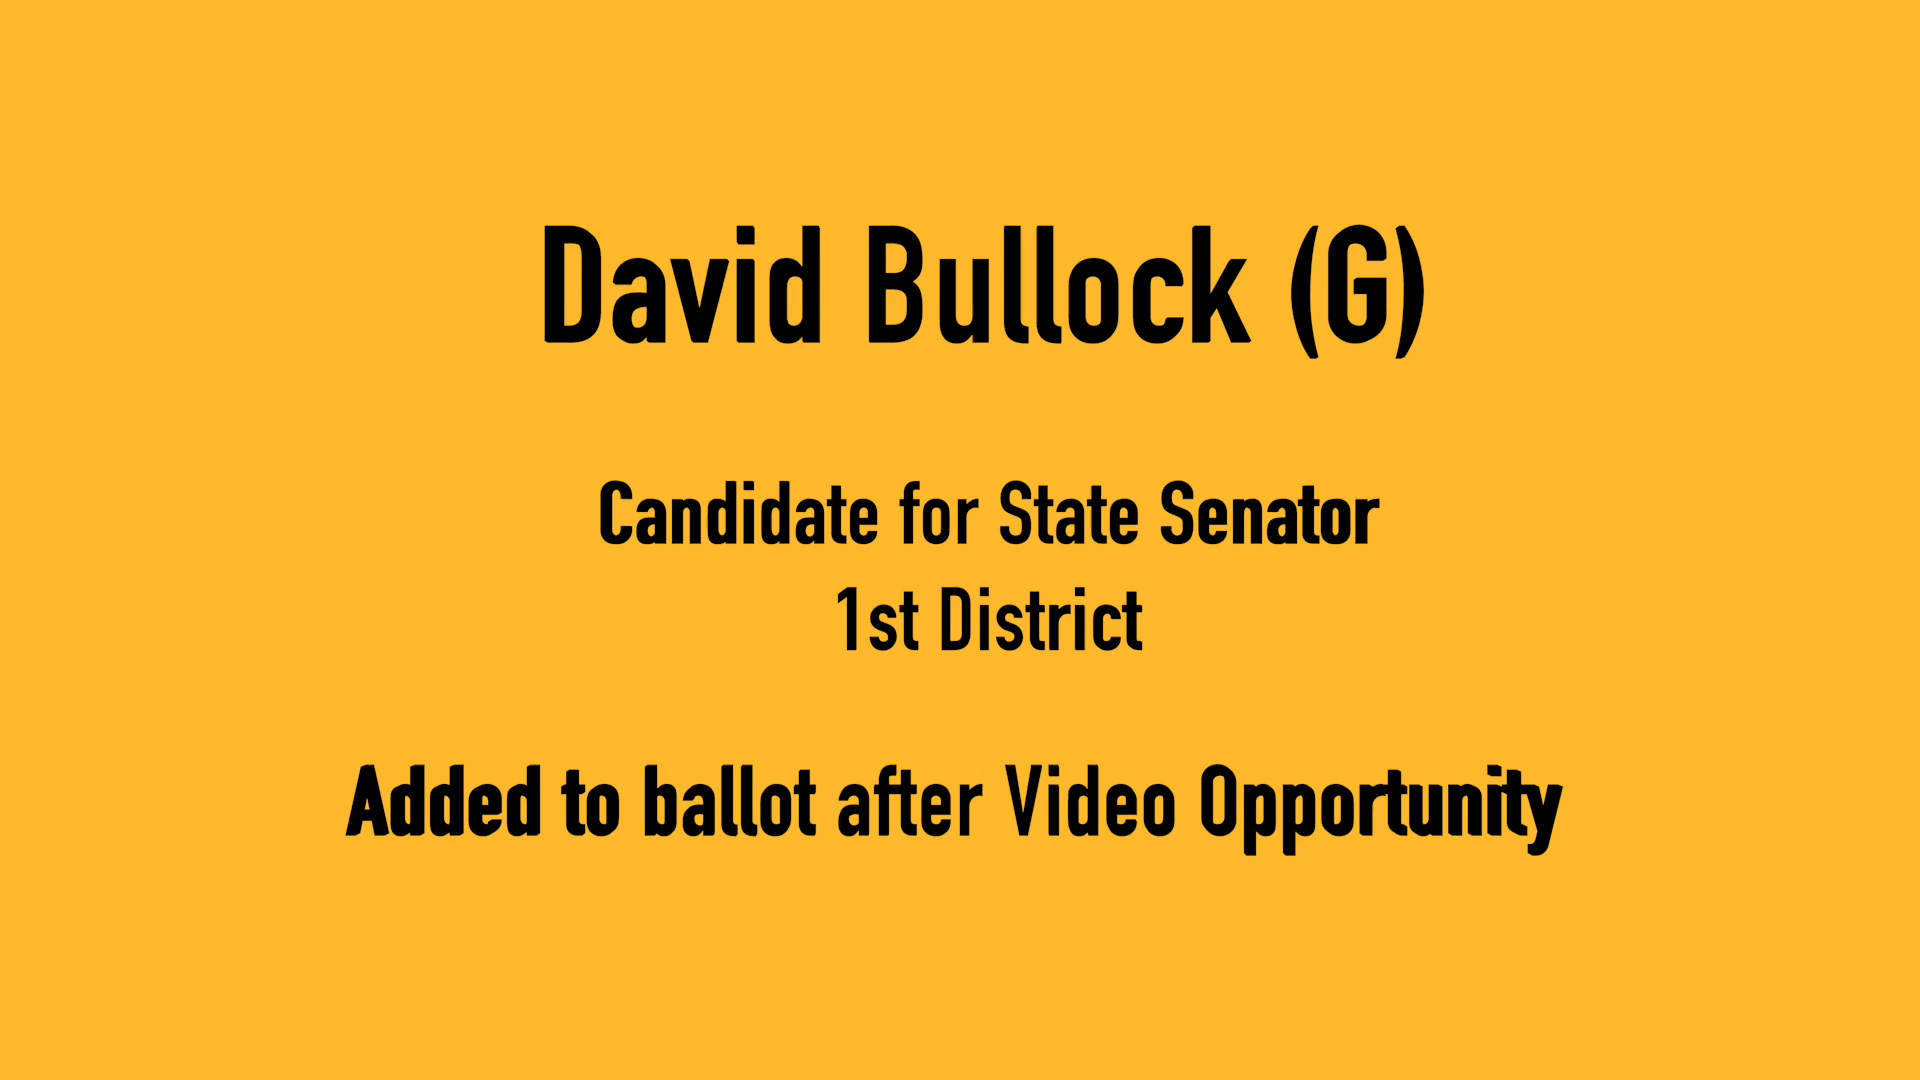 David Bullock (G)
Candidate for State Senator
1st District
Added to ballot after Video Opportunity